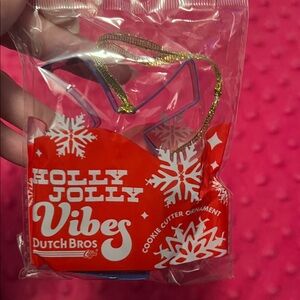 HOLLY
JOLLY
Vibes
DUTCH BROS
COOKIE CUTTER ORNAMENT